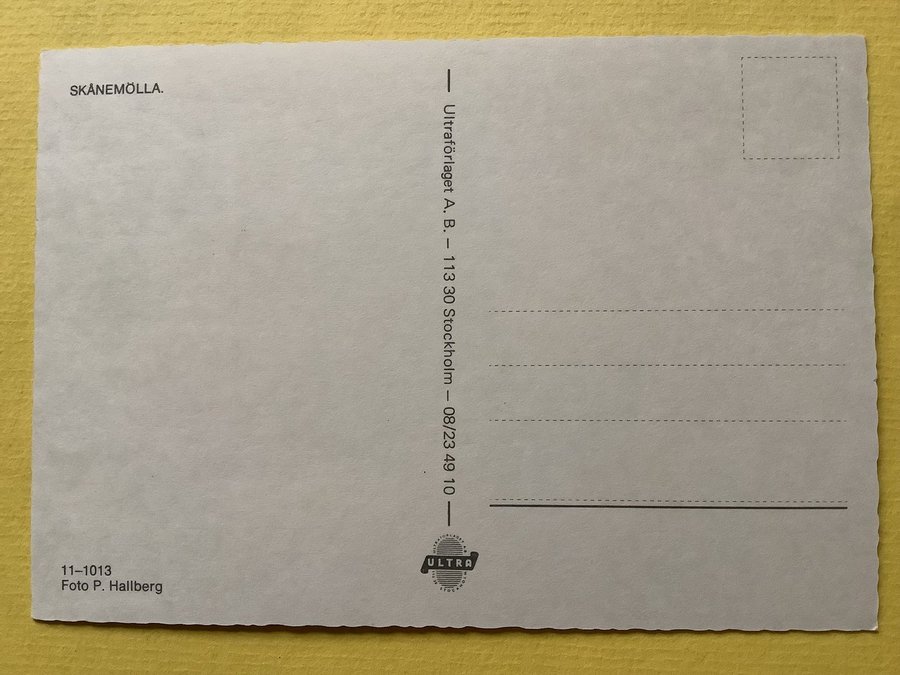 SKÅNEMÖLLA.
Ultraförlaget A. B. – 113 30 Stockholm – 08/23 49 10
ULTRA
11–1013
Foto P. Hallberg